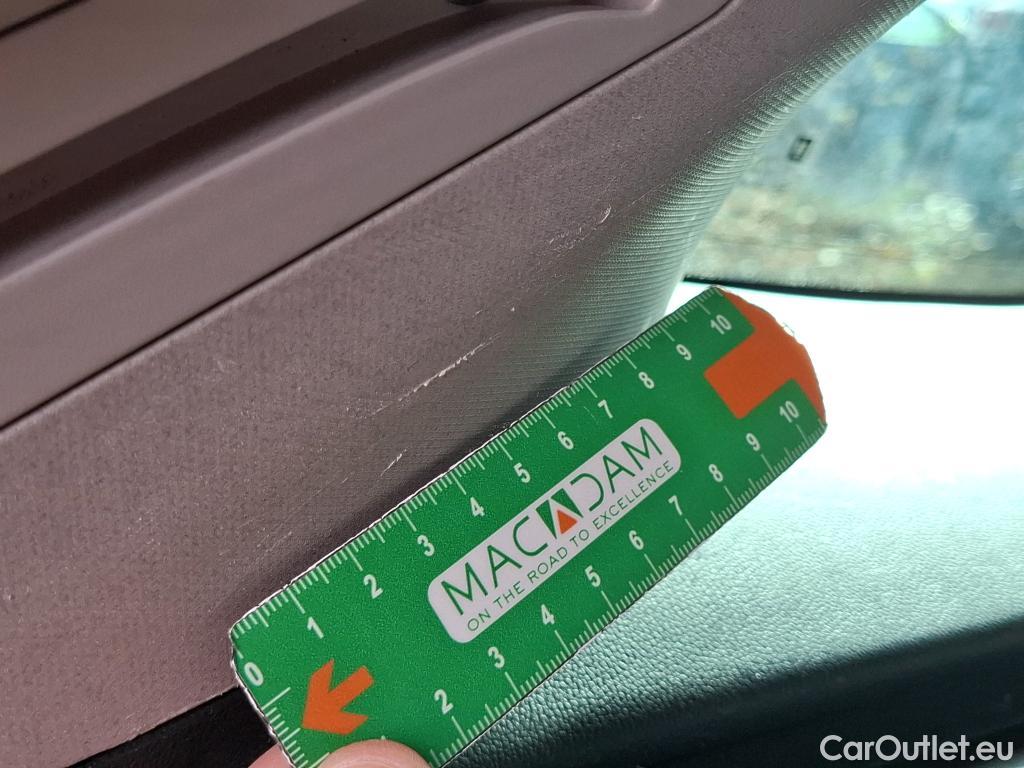 0 1 2 3 4 5 6 7 8 9 10
MACADAM
ON THE ROAD TO EXCELLENCE
2 3 4 5 6 7 8 9 10
CarOutlet.eu